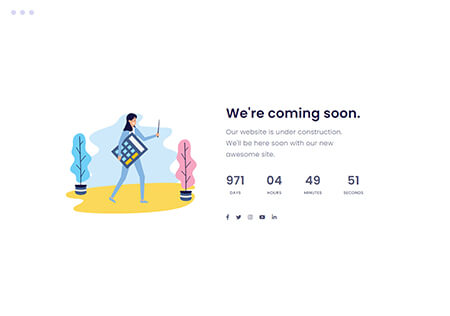 We're coming soon.
Our website is under construction.
We'll be here soon with our new
awesome site.
971 04 49 51
DAYS HOURS MINUTES SECONDS